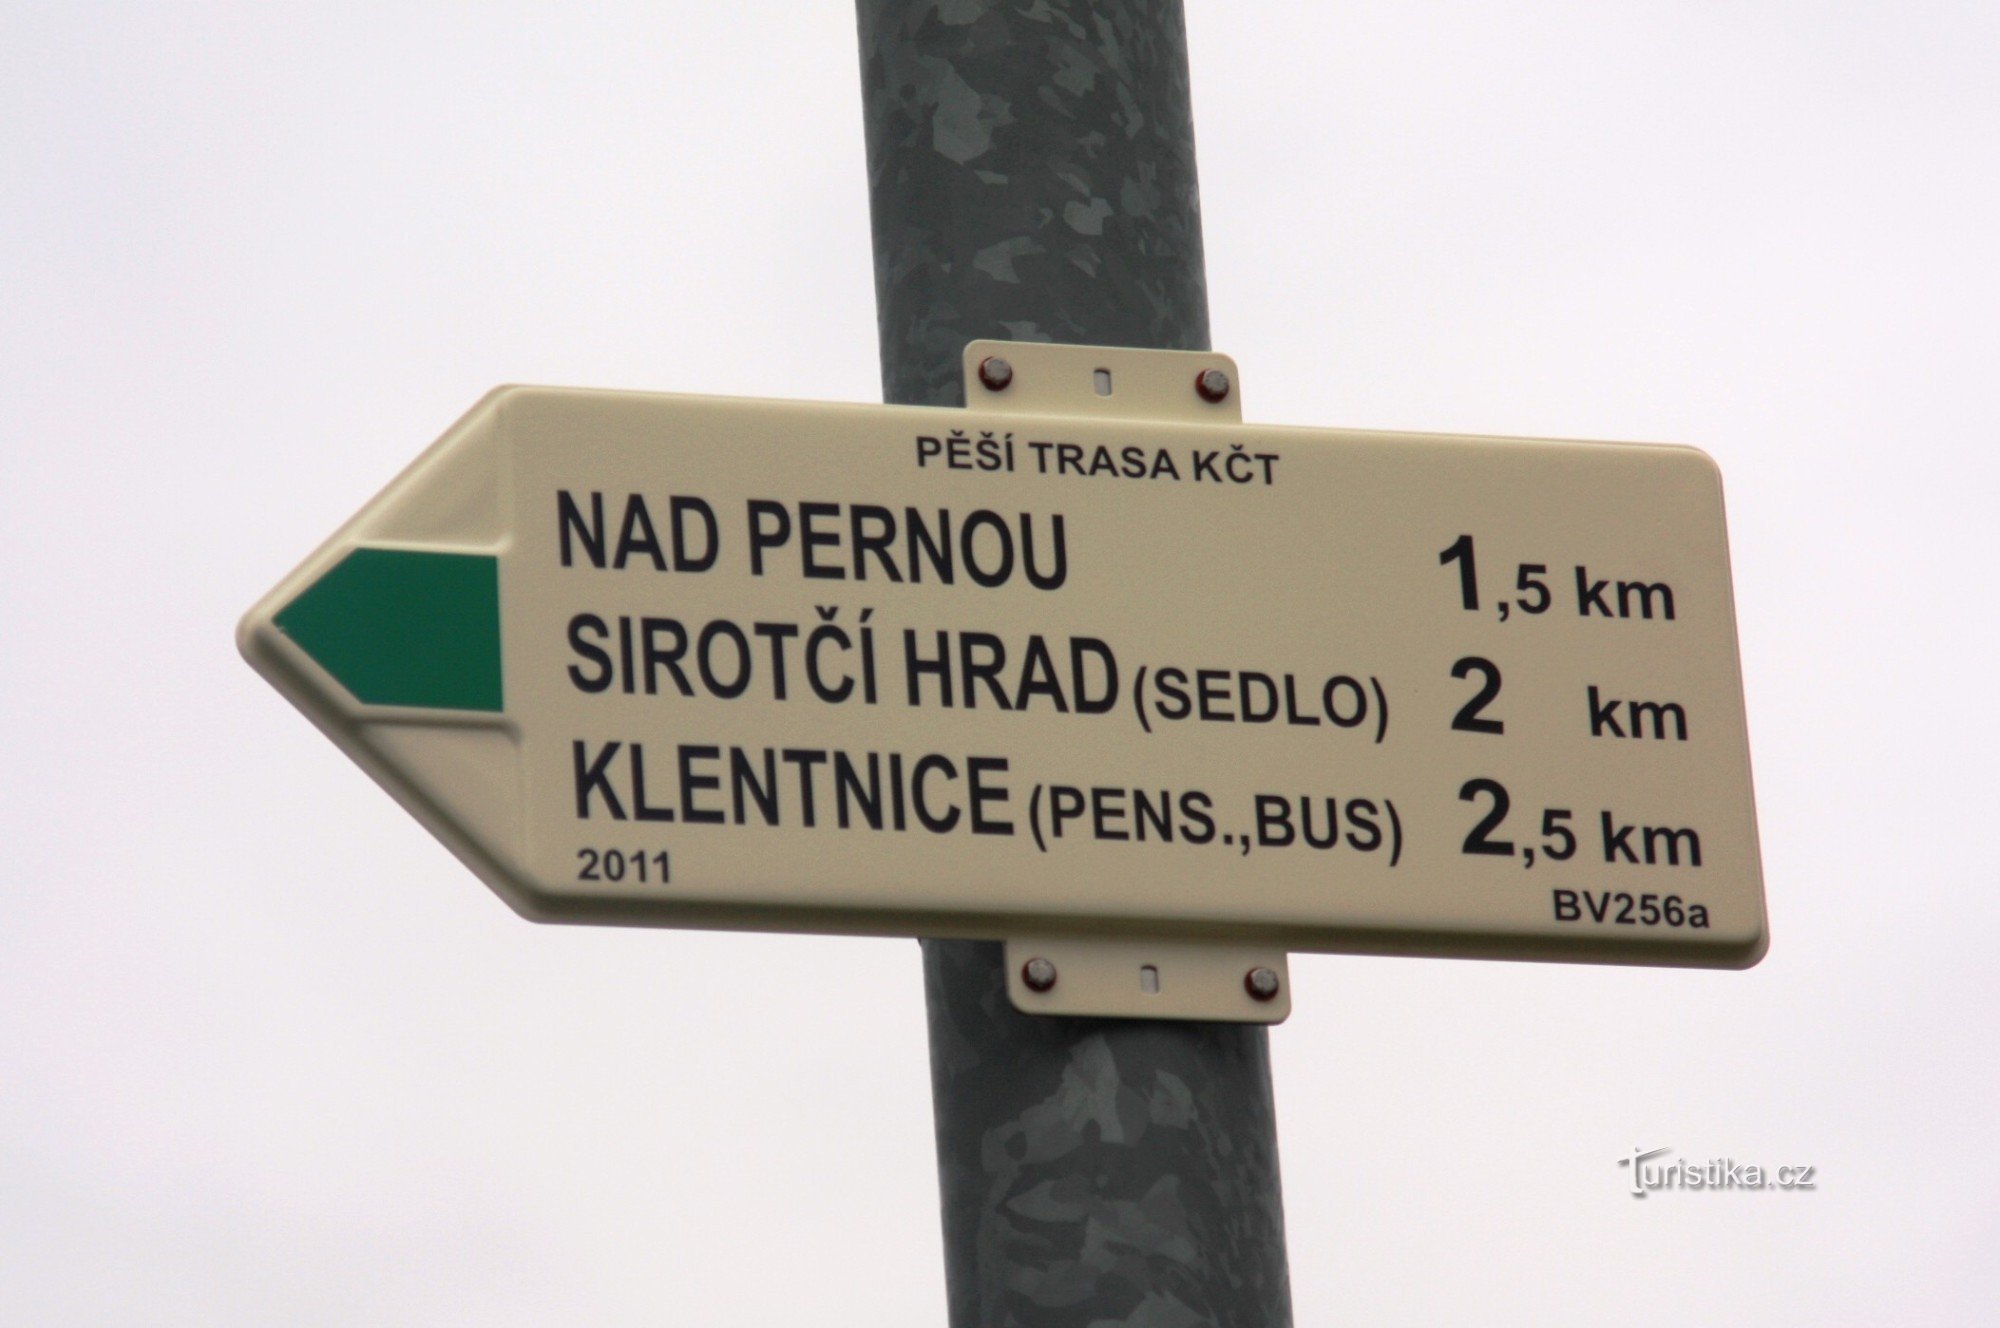 PĚŠÍ TRASA KČT
NAD PERNOU 1,5 km
SIROTČÍ HRAD (SEDLO) 2 km
KLENTNICE (PENS.,BUS) 2,5 km
2011 BV256a
Turistika.cz